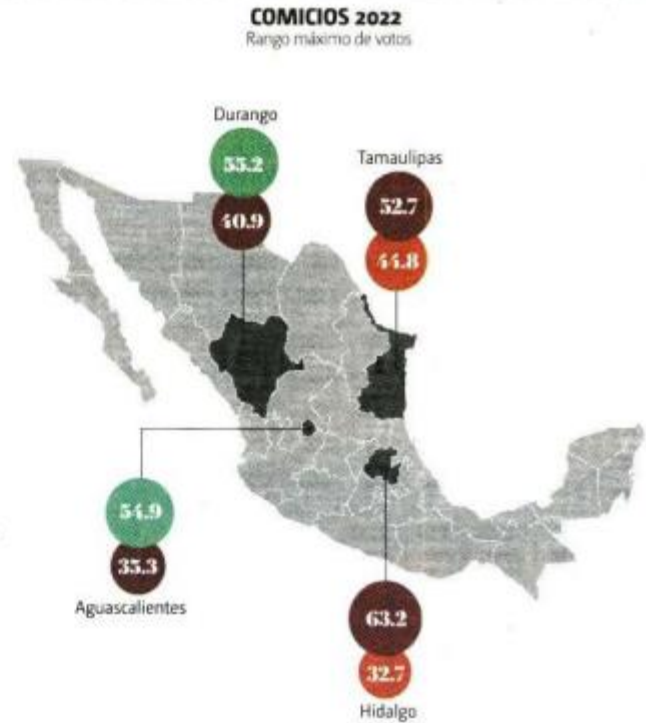 COMICIOS 2022
Rango máximo de votos
Durango
55.2
40.9
Tamaulipas
52.7
44.8
54.9
35.3
Aguascalientes
63.2
32.7
Hidalgo